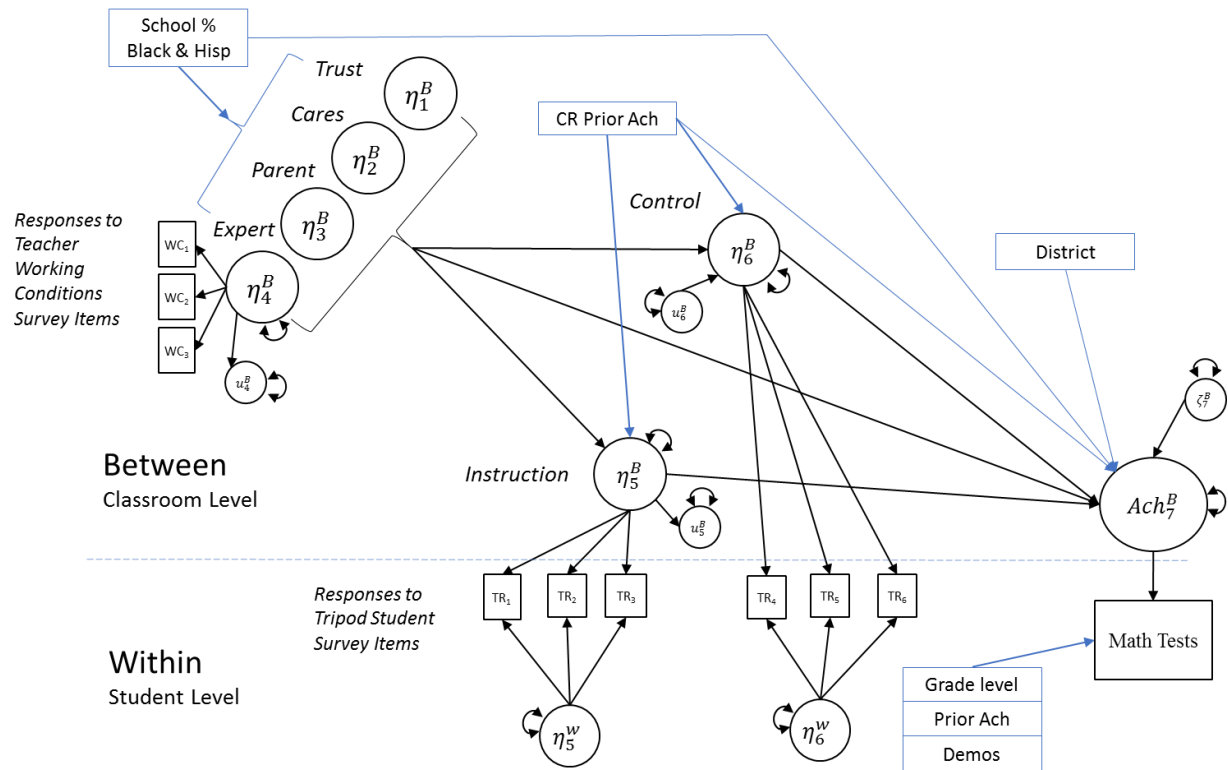 School %
Black & Hisp
Trust
η₁ᴮ
Cares
η₂ᴮ
CR Prior Ach
Parent
η₃ᴮ
Control
η₆ᴮ
Responses to
Teacher
Working
Conditions
Survey Items
Expert
η₄ᴮ
WC₁
WC₂
WC₃
u₄ᴮ
u₆ᴮ
District
ζ₇ᴮ
Between
Classroom Level
Instruction
η₅ᴮ
u₅ᴮ
Ach₇ᴮ
Responses to
Tripod Student
Survey Items
TR₁
TR₂
TR₃
TR₄
TR₅
TR₆
Math Tests
Within
Student Level
η₅ʷ
η₆ʷ
Grade level
Prior Ach
Demos